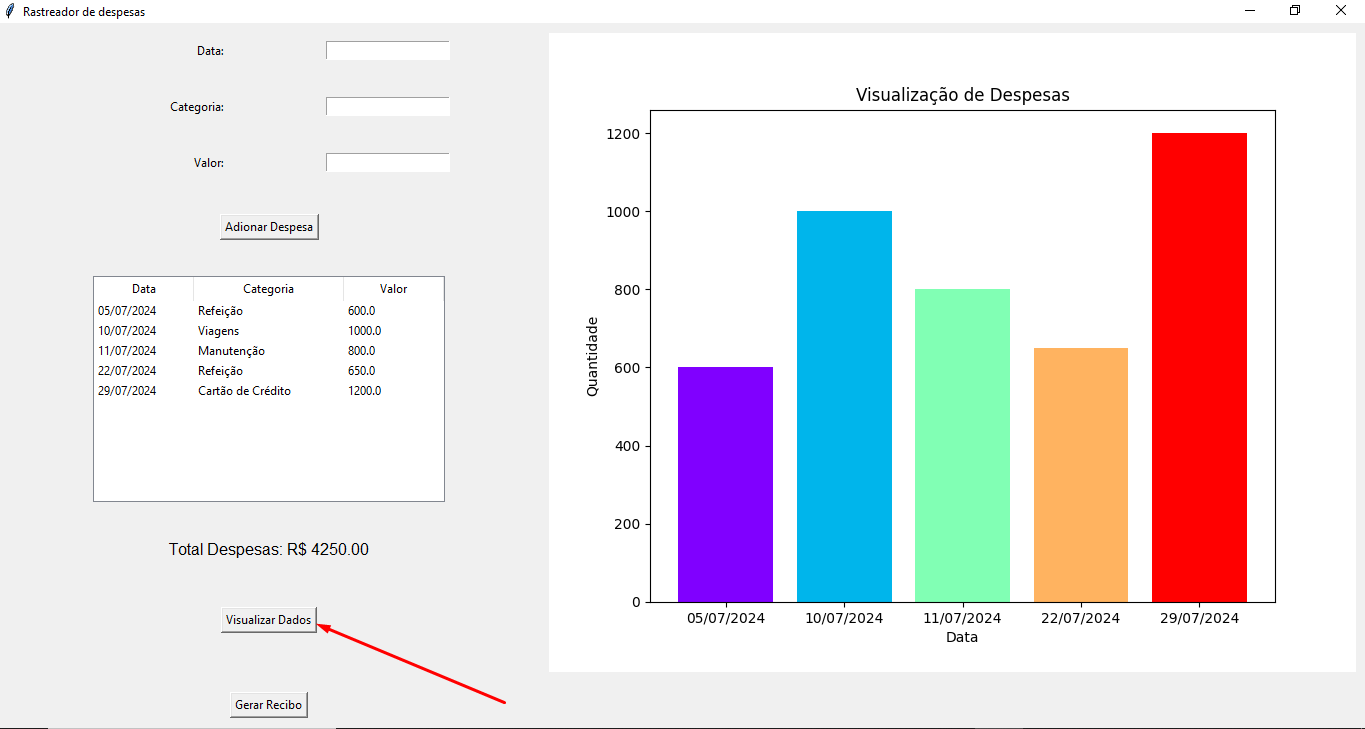 Rastreador de despesas
Data:
Categoria:
Valor:
Adionar Despesa
Data Categoria Valor
05/07/2024 Refeição 600.0
10/07/2024 Viagens 1000.0
11/07/2024 Manutenção 800.0
22/07/2024 Refeição 650.0
29/07/2024 Cartão de Crédito 1200.0
Total Despesas: R$ 4250.00
Visualizar Dados
Gerar Recibo
Visualização de Despesas
Quantidade
1200
1000
800
600
400
200
0
05/07/2024 10/07/2024 11/07/2024 22/07/2024 29/07/2024
Data